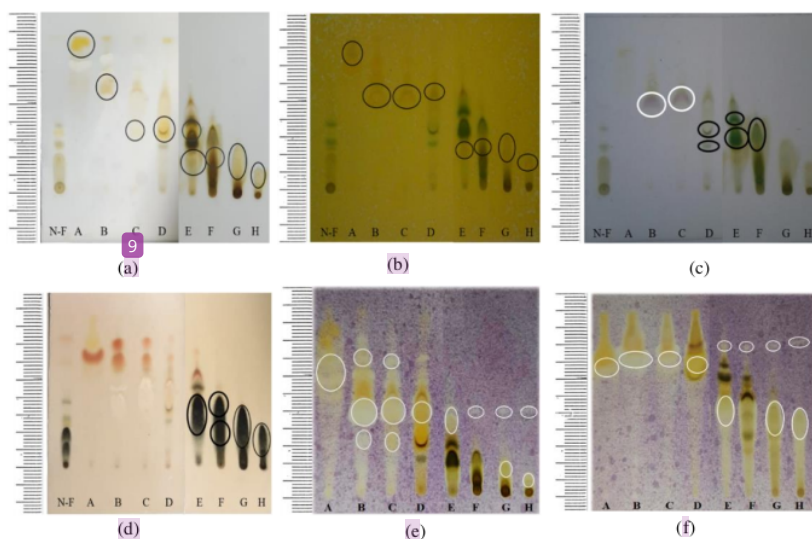 N-F A B C D E F G H
9
(a)
N-F A B C D E F G H
(b)
N-F A B C D E F G H
(c)
N-F A B C D E F G H
(d)
A B C D E F G H
(e)
A B C D E F G H
(f)